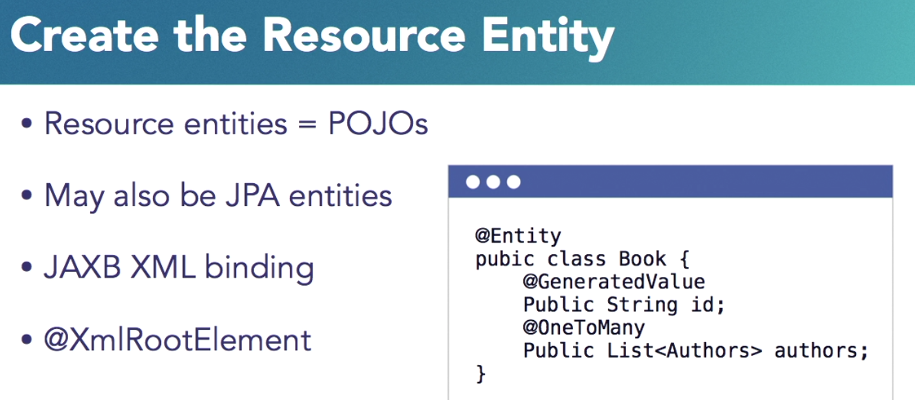 Create the Resource Entity
• Resource entities = POJOs
• May also be JPA entities
• JAXB XML binding
• @XmlRootElement
@Entity
pubic class Book {
    @GeneratedValue
    Public String id;
    @OneToMany
    Public List<Authors> authors;
}